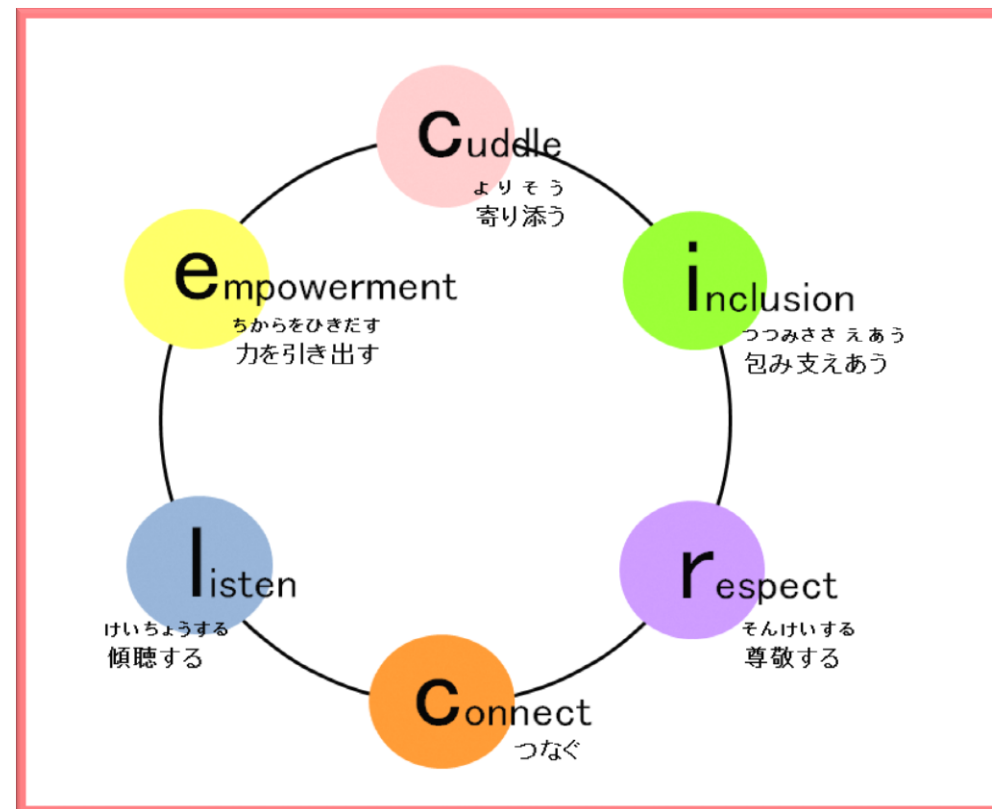 Cuddle
よりそう
寄り添う
inclusion
つつみささえあう
包み支えあう
respect
そんけいする
尊敬する
connect
つなぐ
listen
けいちょうする
傾聴する
empowerment
ちからをひきだす
力を引き出す